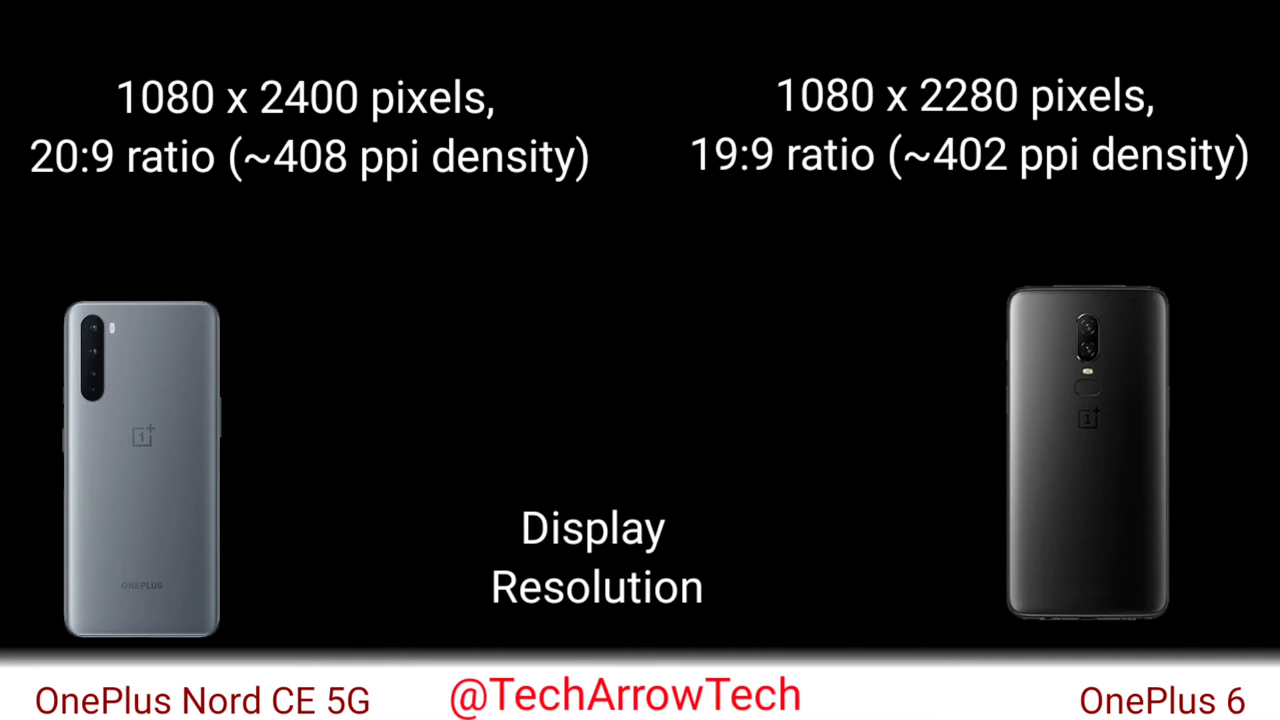 1080 x 2400 pixels,
20:9 ratio (~408 ppi density)
1080 x 2280 pixels,
19:9 ratio (~402 ppi density)
ONEPLUS
Display
Resolution
OnePlus Nord CE 5G
@TechArrowTech
OnePlus 6